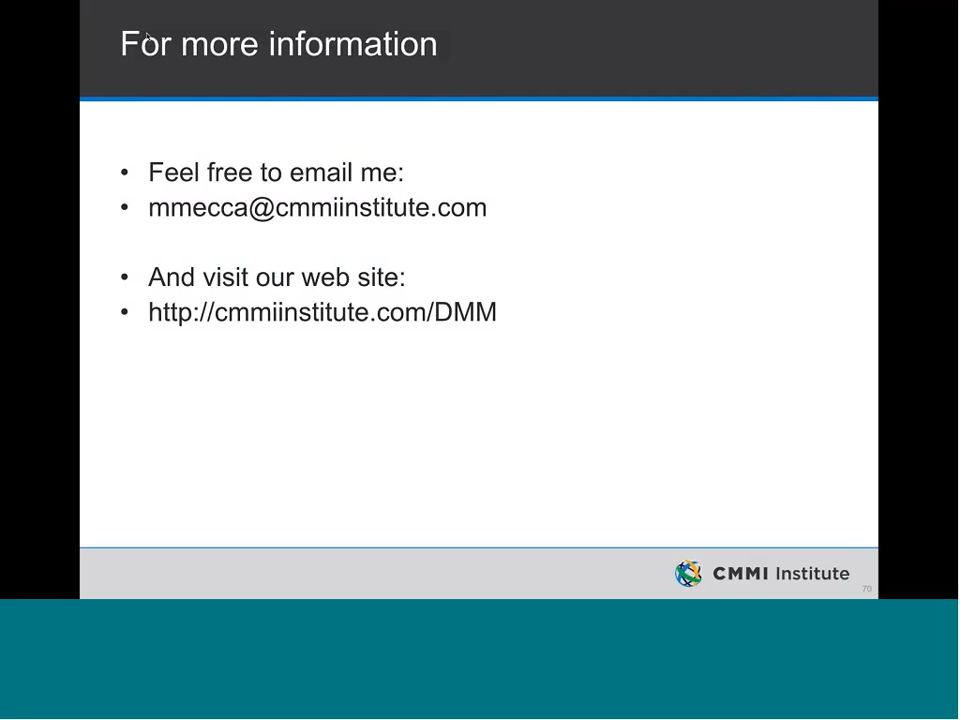 For more information
• Feel free to email me:
• mmecca@cmmiinstitute.com
• And visit our web site:
• http://cmmiinstitute.com/DMM
CMMI Institute
70